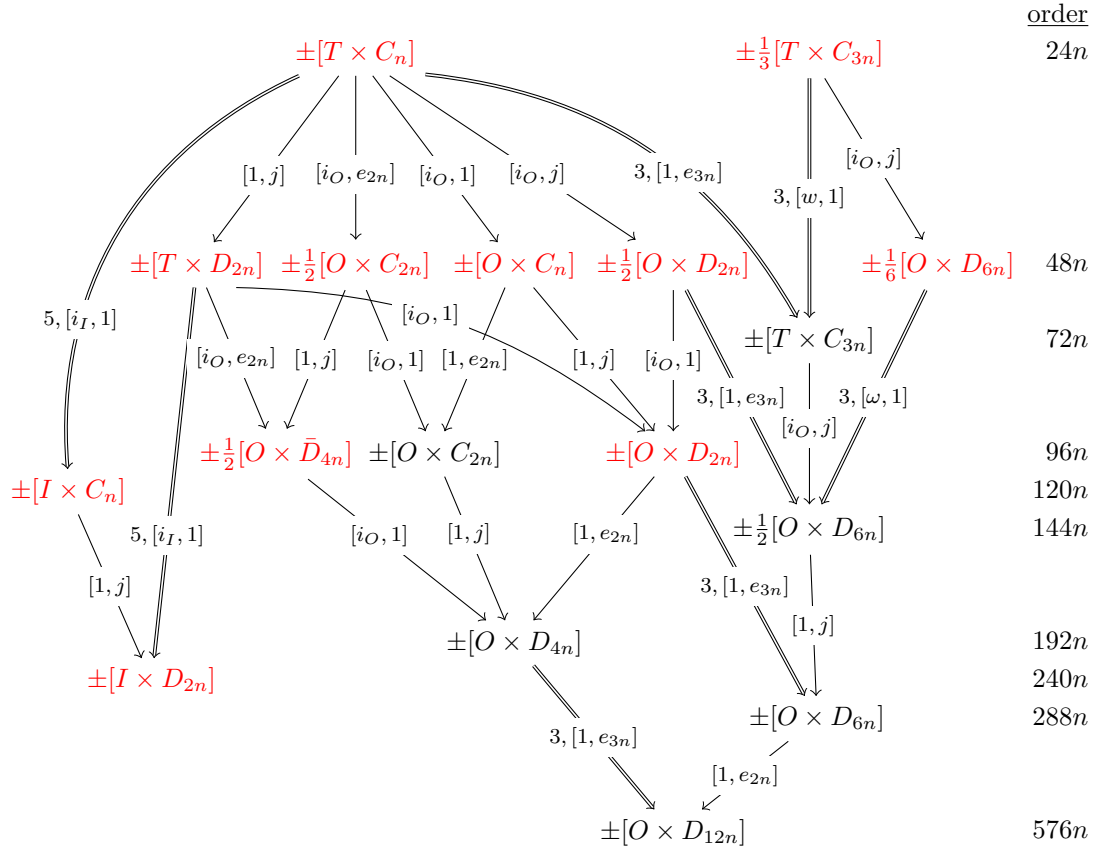 order
±[T × C_n] ±1/3[T × C_{3n}] 24n
[1, j] [i_O, e_{2n}] [i_O, 1] [i_O, j] 3, [1, e_{3n}] 3, [w, 1] [i_O, j]
±[T × D_{2n}] ±1/2[O × C_{2n}] ±[O × C_n] ±1/2[O × D_{2n}] ±1/6[O × D_{6n}] 48n
5, [i_I, 1] [i_O, 1]
±[T × C_{3n}] 72n
[i_O, e_{2n}] [1, j] [i_O, 1] [1, e_{2n}] [1, j] [i_O, 1]
3, [1, e_{3n}] [i_O, j] 3, [ω, 1]
±1/2[O × D̄_{4n}] ±[O × C_{2n}] ±[O × D_{2n}] 96n
±[I × C_n] 120n
5, [i_I, 1] [i_O, 1] [1, j] [1, e_{2n}] ±1/2[O × D_{6n}] 144n
[1, j] 3, [1, e_{3n}]
[1, j]
±[O × D_{4n}] 192n
±[I × D_{2n}] 240n
±[O × D_{6n}] 288n
3, [1, e_{3n}]
[1, e_{2n}]
±[O × D_{12n}] 576n